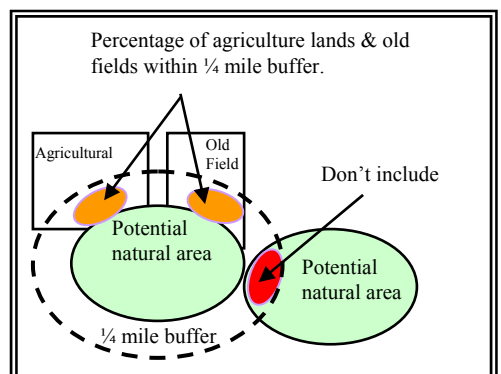 Percentage of agriculture lands & old
fields within ¼ mile buffer.
Agricultural
Old
Field
Don’t include
Potential
natural area
Potential
natural area
¼ mile buffer